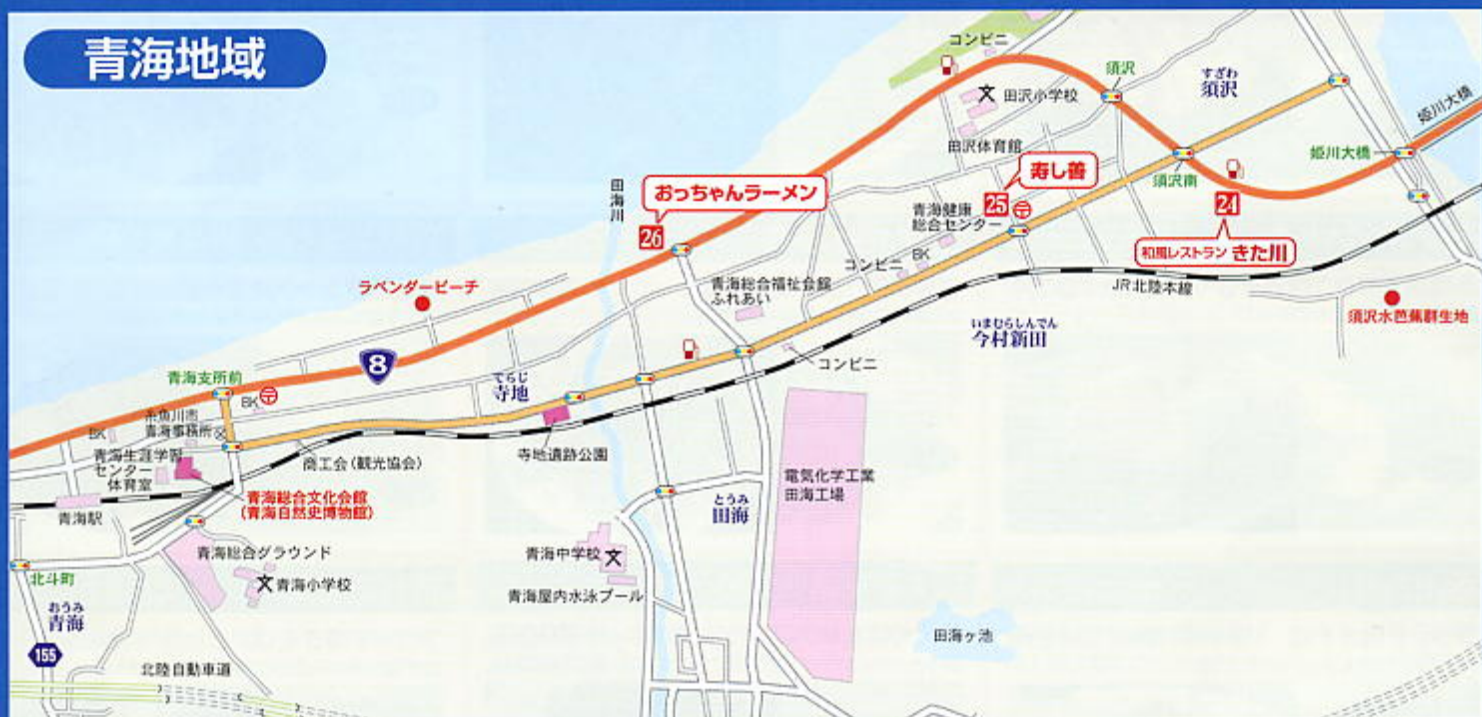 青海地域
コンビニ
田沢小学校
田沢体育館
須沢
すざわ
須沢
姫川大橋
姫川大橋
須沢南
24
和風レストラン きた川
寿し善
25
青海健康
総合センター
BK
コンビニ
おっちゃんラーメン
26
田海川
青海総合福祉会館
ふれあい
JR北陸本線
須沢水芭蕉群生地
いまむらしんでん
今村新田
コンビニ
ラベンダービーチ
8
青海支所前
BK
てらじ
寺地
BK
糸魚川市
青海事務所
青海生涯学習
センター
体育室
商工会(観光協会)
寺地遺跡公園
青海総合文化会館
(青海自然史博物館)
青海駅
電気化学工業
田海工場
とうみ
田海
青海総合グラウンド
青海小学校
青海中学校
青海屋内水泳プール
北斗町
おうみ
青海
155
北陸自動車道
田海ヶ池